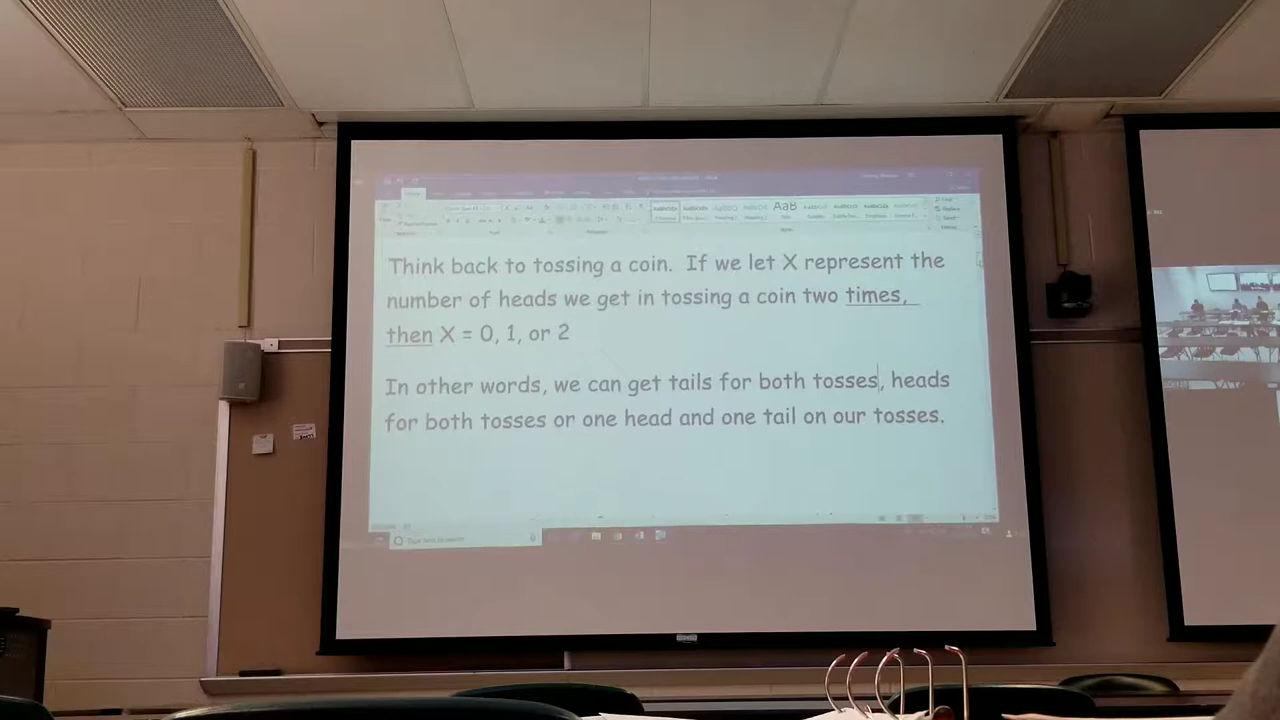 Think back to tossing a coin. If we let X represent the
number of heads we get in tossing a coin two times,
then X = 0, 1, or 2
In other words, we can get tails for both tosses, heads
for both tosses or one head and one tail on our tosses.